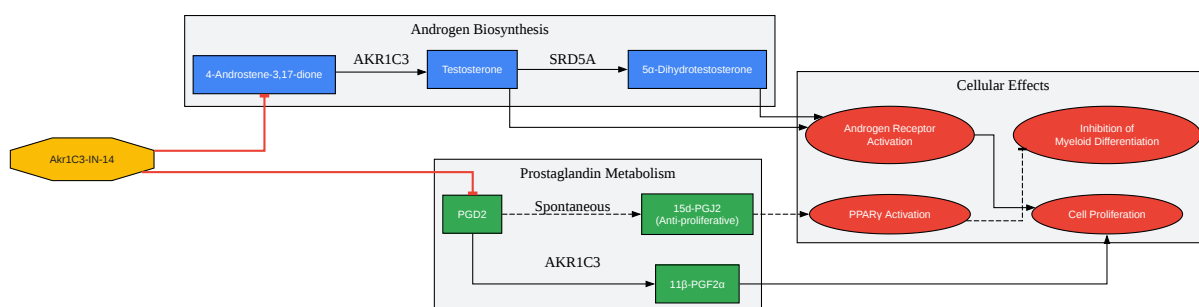 Androgen Biosynthesis
4-Androstene-3,17-dione
AKR1C3
Testosterone
SRD5A
5α-Dihydrotestosterone
Akr1C3-IN-14
Prostaglandin Metabolism
PGD2
Spontaneous
15d-PGJ2
(Anti-proliferative)
AKR1C3
11β-PGF2α
Cellular Effects
Androgen Receptor
Activation
Inhibition of
Myeloid Differentiation
PPARγ Activation
Cell Proliferation